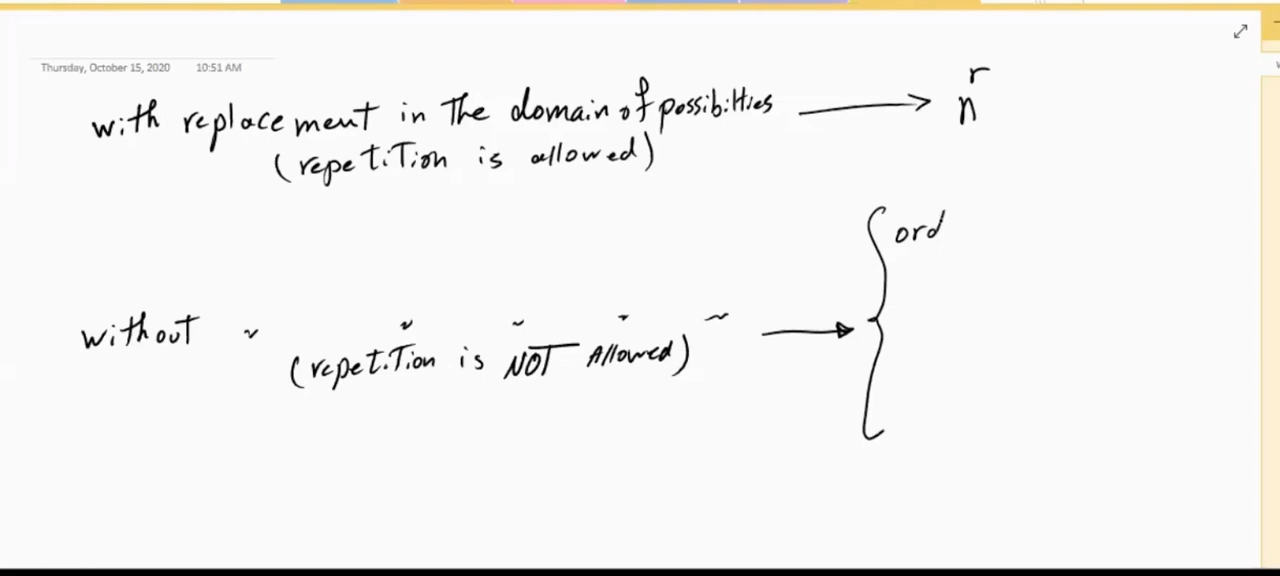 Thursday, October 15, 2020 10:51 AM
with replacement in the domain of possibilties → n^r
(repetition is allowed)
{ ord
without ~ ~ ~ ~ ~ →
(repetition is NOT Allowed)